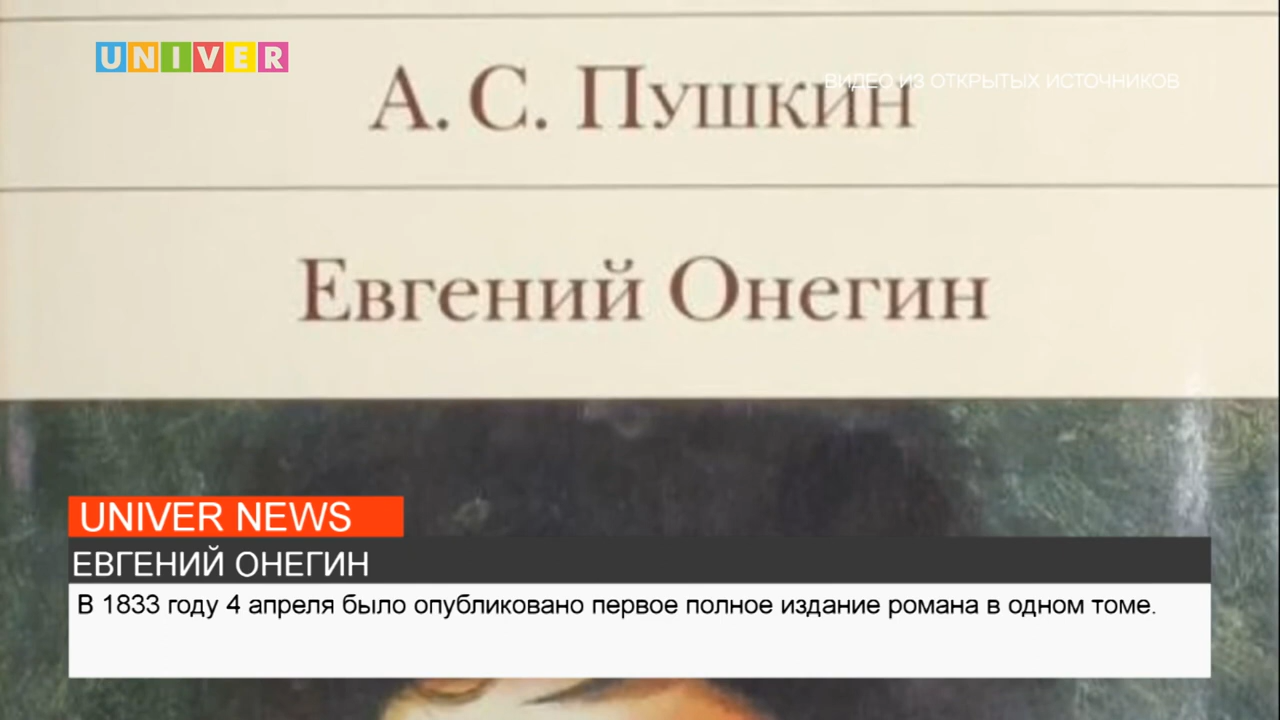 UNIVER
ВИДЕО ИЗ ОТКРЫТЫХ ИСТОЧНИКОВ
А. С. Пушкин
Евгений Онегин
UNIVER NEWS
ЕВГЕНИЙ ОНЕГИН
В 1833 году 4 апреля было опубликовано первое полное издание романа в одном томе.